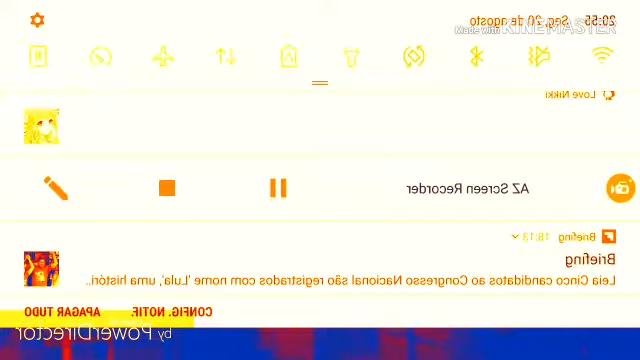 20:55 Seg, 20 de agosto
Made with KINEMASTER
Love Nikki
AZ Screen Recorder
Briefing 18:13
Briefing
Leia Cinco candidatos ao Congresso Nacional são registrados com nome 'Lula', uma históri..
CONFIG. NOTIF. APAGAR TUDO
by PowerDirector